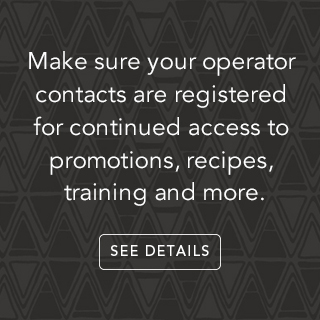 Make sure your operator
contacts are registered
for continued access to
promotions, recipes,
training and more.
SEE DETAILS